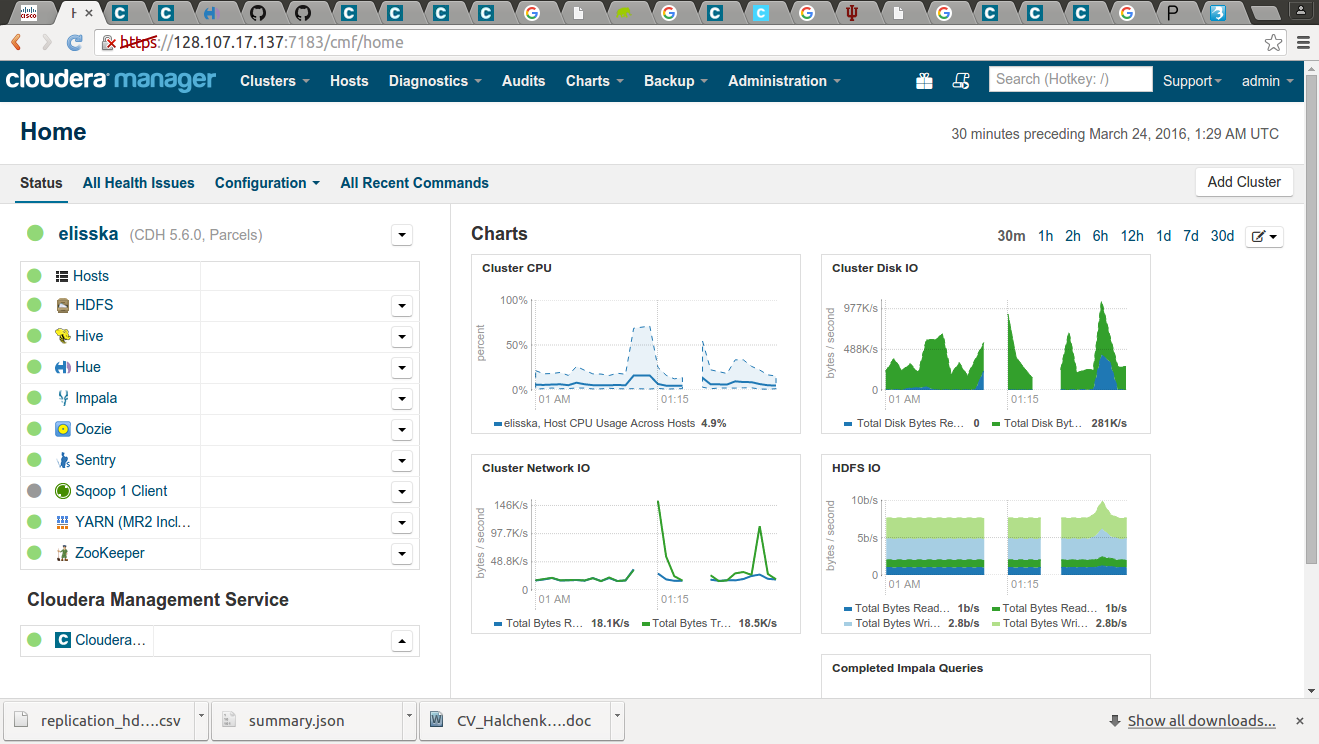 https://128.107.17.137:7183/cmf/home
cloudera manager Clusters Hosts Diagnostics Audits Charts Backup Administration Search (Hotkey: /) Support admin
Home
30 minutes preceding March 24, 2016, 1:29 AM UTC
Status All Health Issues Configuration All Recent Commands Add Cluster
elisska (CDH 5.6.0, Parcels)
Hosts
HDFS
Hive
Hue
Impala
Oozie
Sentry
Sqoop 1 Client
YARN (MR2 Incl...
ZooKeeper
Cloudera Management Service
Cloudera...
Charts
30m 1h 2h 6h 12h 1d 7d 30d
Cluster CPU
percent
100%
50%
0%
01 AM 01:15
elisska, Host CPU Usage Across Hosts 4.9%
Cluster Disk IO
bytes / second
977K/s
488K/s
0
01 AM 01:15
Total Disk Bytes Re... 0 Total Disk Byt... 281K/s
Cluster Network IO
bytes / second
146K/s
97.7K/s
48.8K/s
0
01 AM 01:15
Total Bytes R... 18.1K/s Total Bytes Tr... 18.5K/s
HDFS IO
bytes / second
10b/s
5b/s
0
01 AM 01:15
Total Bytes Read... 1b/s Total Bytes Read... 1b/s
Total Bytes Wri... 2.8b/s Total Bytes Wri... 2.8b/s
Completed Impala Queries
replication_hd....csv summary.json CV_Halchenk....doc Show all downloads...